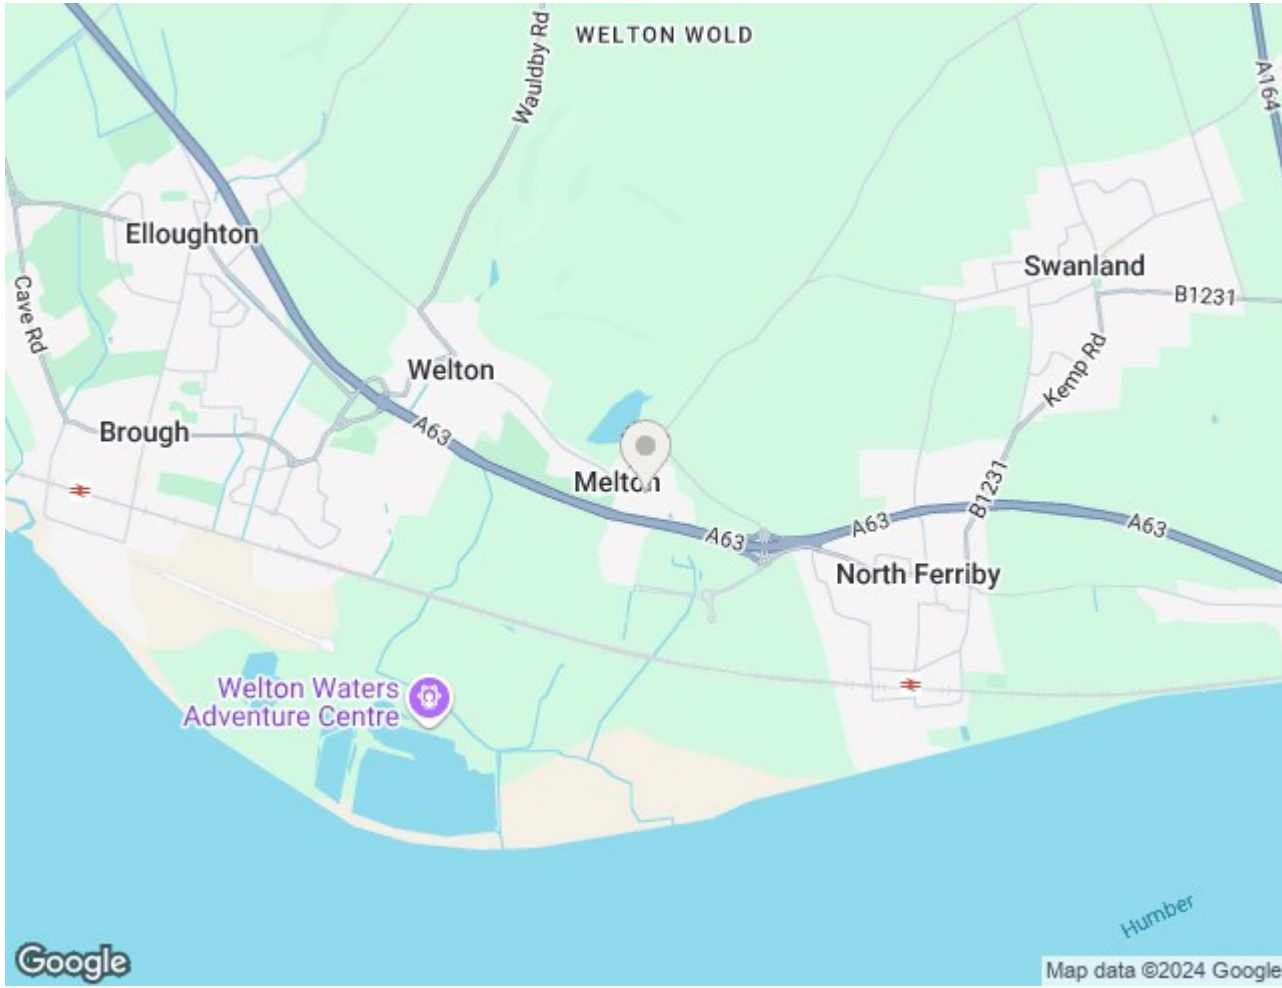 WELTON WOLD
Wauldby Rd
A164
Elloughton
Swanland
B1231
Cave Rd
Welton
Kemp Rd
Brough
A63
Melton
B1231
A63
A63
A63
North Ferriby
Welton Waters
Adventure Centre
Humber
Google
Map data ©2024 Google